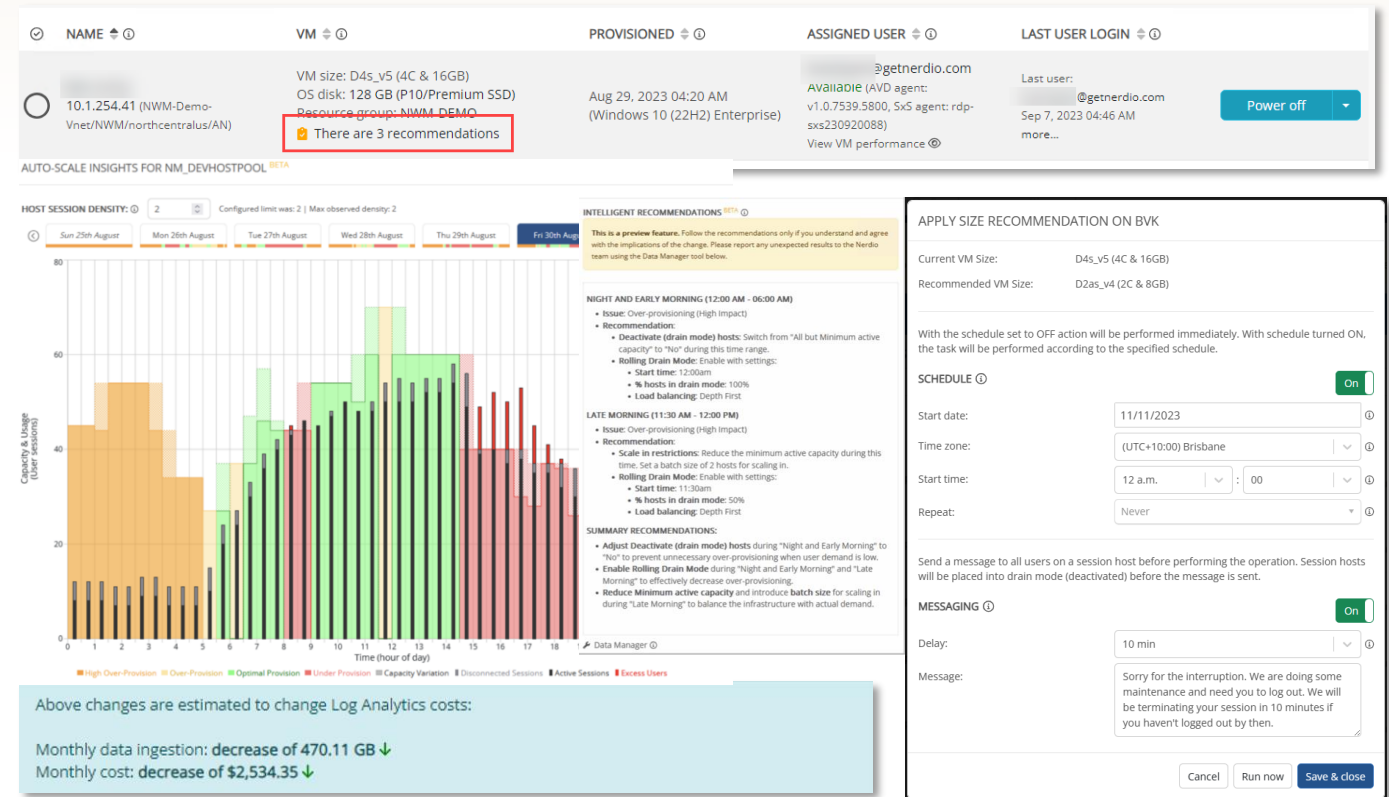 NAME
VM
PROVISIONED
ASSIGNED USER
LAST USER LOGIN
10.1.254.41 (NWM-Demo-
Vnet/NWM/northcentralus/AN)
VM size: D4s_v5 (4C & 16GB)
OS disk: 128 GB (P10/Premium SSD)
Resource group: NWM-DEMO
There are 3 recommendations
Aug 29, 2023 04:20 AM
(Windows 10 (22H2) Enterprise)
@getnerdio.com
Available (AVD agent:
v1.0.7539.5800, SxS agent: rdp-
sxs230920088)
View VM performance
Last user:
@getnerdio.com
Sep 7, 2023 04:46 AM
more...
Power off
AUTO-SCALE INSIGHTS FOR NM_DEVHOSTPOOL BETA
HOST SESSION DENSITY: 2 Configured limit was: 2 | Max observed density: 2
Sun 25th August Mon 26th August Tue 27th August Wed 28th August Thu 29th August Fri 30th Aug
Capacity & Usage
(User sessions)
80
60
40
20
0
0 1 2 3 4 5 6 7 8 9 10 11 12 13 14 15 16 17 18
Time (hour of day)
High Over-Provision Over-Provision Optimal Provision Under Provision Capacity Variation Disconnected Sessions Active Sessions Excess Users
INTELLIGENT RECOMMENDATIONS BETA
This is a preview feature. Follow the recommendations only if you understand and agree
with the implications of the change. Please report any unexpected results to the Nerdio
team using the Data Manager tool below.
NIGHT AND EARLY MORNING (12:00 AM - 06:00 AM)
• Issue: Over-provisioning (High Impact)
• Recommendation:
• Deactivate (drain mode) hosts: Switch from "All but Minimum active
capacity" to "No" during this time range.
• Rolling Drain Mode: Enable with settings:
• Start time: 12:00am
• % hosts in drain mode: 100%
• Load balancing: Depth First
LATE MORNING (11:30 AM - 12:00 PM)
• Issue: Over-provisioning (High Impact)
• Recommendation:
• Scale in restrictions: Reduce the minimum active capacity during this
time. Set a batch size of 2 hosts for scaling in.
• Rolling Drain Mode: Enable with settings:
• Start time: 11:30am
• % hosts in drain mode: 50%
• Load balancing: Depth First
SUMMARY RECOMMENDATIONS:
• Adjust Deactivate (drain mode) hosts during "Night and Early Morning" to
"No" to prevent unnecessary over-provisioning when user demand is low.
• Enable Rolling Drain Mode during "Night and Early Morning" and "Late
Morning" to effectively decrease over-provisioning.
• Reduce Minimum active capacity and introduce batch size for scaling in
during "Late Morning" to balance the infrastructure with actual demand.
Data Manager
Above changes are estimated to change Log Analytics costs:
Monthly data ingestion: decrease of 470.11 GB ↓
Monthly cost: decrease of $2,534.35 ↓
APPLY SIZE RECOMMENDATION ON BVK
Current VM Size: D4s_v5 (4C & 16GB)
Recommended VM Size: D2as_v4 (2C & 8GB)
With the schedule set to OFF action will be performed immediately. With schedule turned ON,
the task will be performed according to the specified schedule.
SCHEDULE
On
Start date: 11/11/2023
Time zone: (UTC+10:00) Brisbane
Start time: 12 a.m. : 00
Repeat: Never
Send a message to all users on a session host before performing the operation. Session hosts
will be placed into drain mode (deactivated) before the message is sent.
MESSAGING
On
Delay: 10 min
Message: Sorry for the interruption. We are doing some
maintenance and need you to log out. We will
be terminating your session in 10 minutes if
you haven't logged out by then.
Cancel Run now Save & close